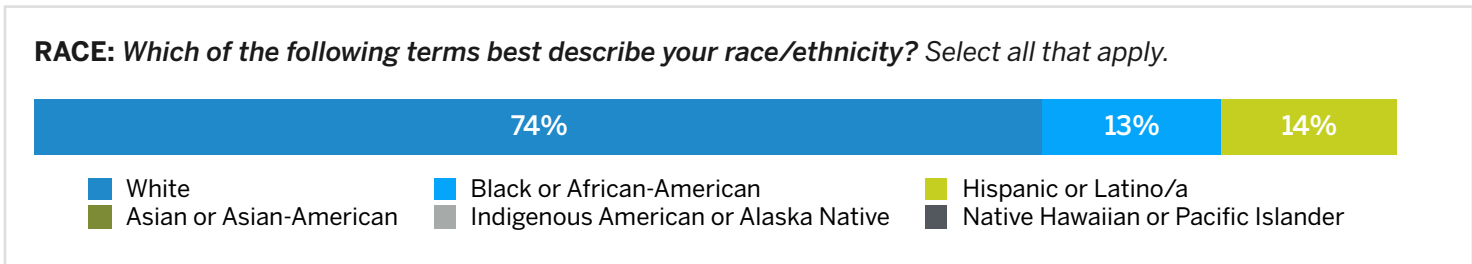 RACE: Which of the following terms best describe your race/ethnicity? Select all that apply.
74% 13% 14%
White Black or African-American Hispanic or Latino/a
Asian or Asian-American Indigenous American or Alaska Native Native Hawaiian or Pacific Islander